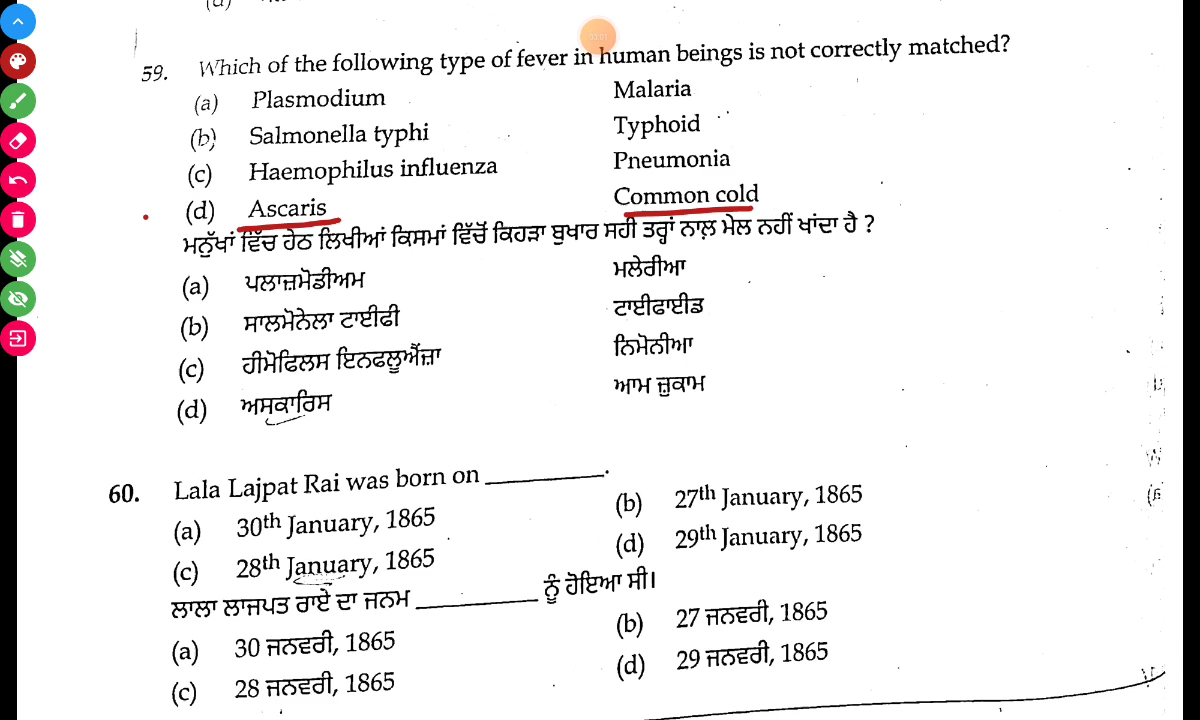 59. Which of the following type of fever in human beings is not correctly matched?
(a) Plasmodium Malaria
(b) Salmonella typhi Typhoid
(c) Haemophilus influenza Pneumonia
(d) Ascaris Common cold
ਮਨੁੱਖਾਂ ਵਿੱਚ ਹੇਠ ਲਿਖੀਆਂ ਕਿਸਮਾਂ ਵਿੱਚੋਂ ਕਿਹੜਾ ਬੁਖਾਰ ਸਹੀ ਤਰ੍ਹਾਂ ਨਾਲ਼ ਮੇਲ ਨਹੀਂ ਖਾਂਦਾ ਹੈ ?
(a) ਪਲਾਜ਼ਮੋਡੀਅਮ ਮਲੇਰੀਆ
(b) ਸਾਲਮੋਨੇਲਾ ਟਾਈਫੀ ਟਾਈਫਾਈਡ
(c) ਹੀਮੋਫਿਲਸ ਇਨਫਲੂਐਂਜ਼ਾ ਨਿਮੋਨੀਆ
(d) ਅਸਕਾਰਿਸ ਆਮ ਜ਼ੁਕਾਮ
60. Lala Lajpat Rai was born on __________.
(a) 30th January, 1865 (b) 27th January, 1865
(c) 28th January, 1865 (d) 29th January, 1865
ਲਾਲਾ ਲਾਜਪਤ ਰਾਏ ਦਾ ਜਨਮ __________ ਨੂੰ ਹੋਇਆ ਸੀ।
(a) 30 ਜਨਵਰੀ, 1865 (b) 27 ਜਨਵਰੀ, 1865
(c) 28 ਜਨਵਰੀ, 1865 (d) 29 ਜਨਵਰੀ, 1865